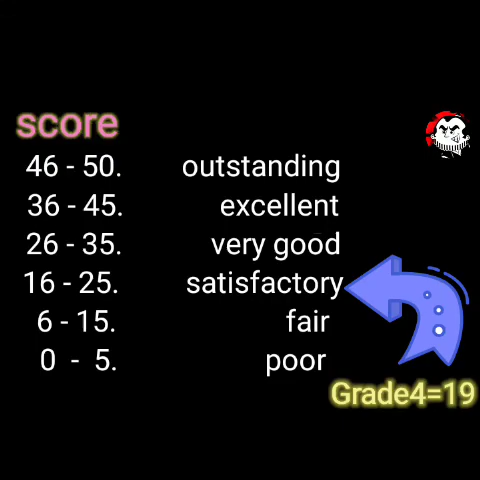 score
46 - 50. outstanding
36 - 45. excellent
26 - 35. very good
16 - 25. satisfactory
6 - 15. fair
0 - 5. poor
Grade4=19